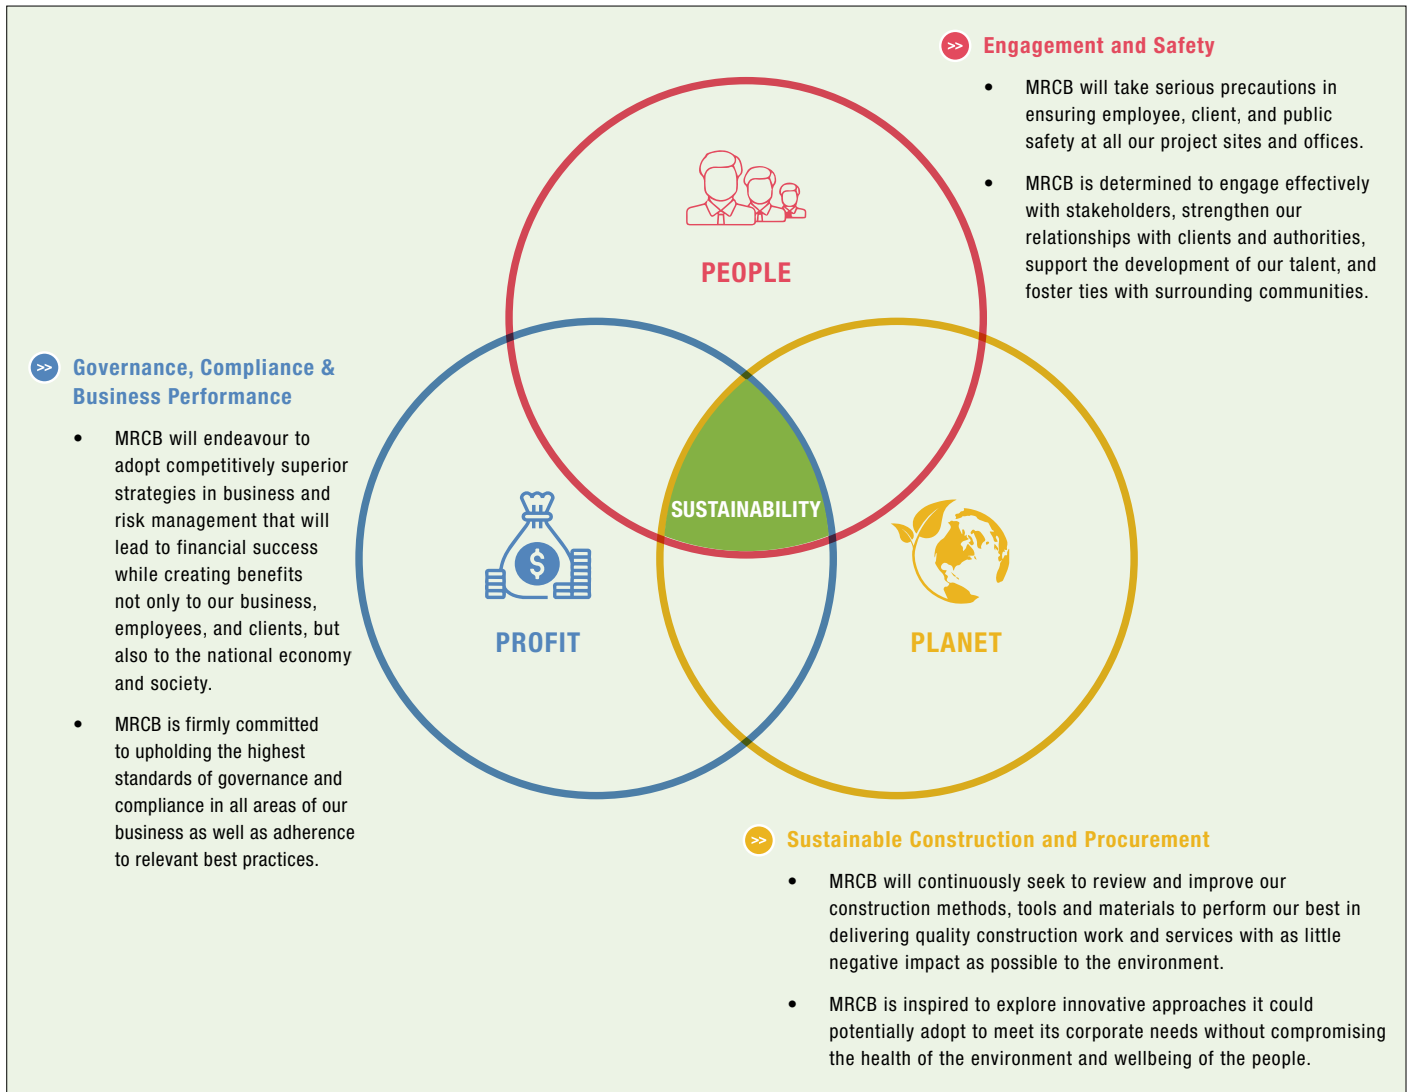 >> Engagement and Safety
• MRCB will take serious precautions in
ensuring employee, client, and public
safety at all our project sites and offices.
• MRCB is determined to engage effectively
with stakeholders, strengthen our
relationships with clients and authorities,
support the development of our talent, and
foster ties with surrounding communities.
PEOPLE
>> Governance, Compliance &
Business Performance
• MRCB will endeavour to
adopt competitively superior
strategies in business and
risk management that will
lead to financial success
while creating benefits
not only to our business,
employees, and clients, but
also to the national economy
and society.
• MRCB is firmly committed
to upholding the highest
standards of governance and
compliance in all areas of our
business as well as adherence
to relevant best practices.
SUSTAINABILITY
$
PROFIT
PLANET
>> Sustainable Construction and Procurement
• MRCB will continuously seek to review and improve our
construction methods, tools and materials to perform our best in
delivering quality construction work and services with as little
negative impact as possible to the environment.
• MRCB is inspired to explore innovative approaches it could
potentially adopt to meet its corporate needs without compromising
the health of the environment and wellbeing of the people.